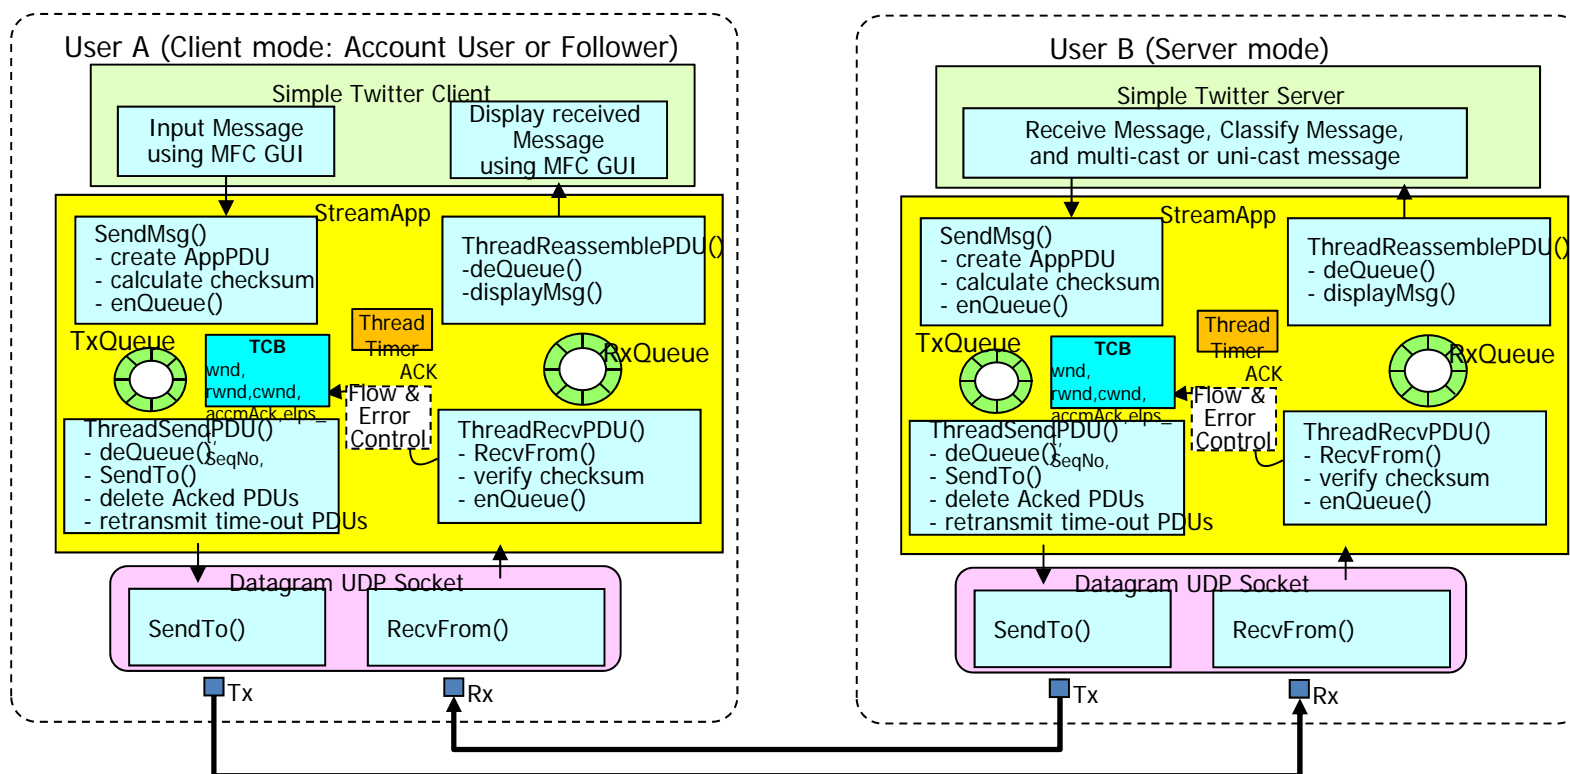 User A (Client mode: Account User or Follower)
Simple Twitter Client
Input Message
using MFC GUI
Display received
Message
using MFC GUI
StreamApp
SendMsg()
- create AppPDU
- calculate checksum
- enQueue()
ThreadReassemblePDU()
-deQueue()
-displayMsg()
Thread
Timer
TxQueue
TCB
wnd,
rwnd,cwnd,
accmAck,elps_
SeqNo,
ACK
Flow &
Error
Control
RxQueue
ThreadSendPDU()
- deQueue()
- SendTo()
- delete Acked PDUs
- retransmit time-out PDUs
ThreadRecvPDU()
- RecvFrom()
- verify checksum
- enQueue()
Datagram UDP Socket
SendTo()
RecvFrom()
Tx
Rx
User B (Server mode)
Simple Twitter Server
Receive Message, Classify Message,
and multi-cast or uni-cast message
StreamApp
SendMsg()
- create AppPDU
- calculate checksum
- enQueue()
ThreadReassemblePDU()
- deQueue()
- displayMsg()
Thread
Timer
TxQueue
TCB
wnd,
rwnd,cwnd,
accmAck,elps_
SeqNo,
ACK
Flow &
Error
Control
RxQueue
ThreadSendPDU()
- deQueue()
- SendTo()
- delete Acked PDUs
- retransmit time-out PDUs
ThreadRecvPDU()
- RecvFrom()
- verify checksum
- enQueue()
Datagram UDP Socket
SendTo()
RecvFrom()
Tx
Rx